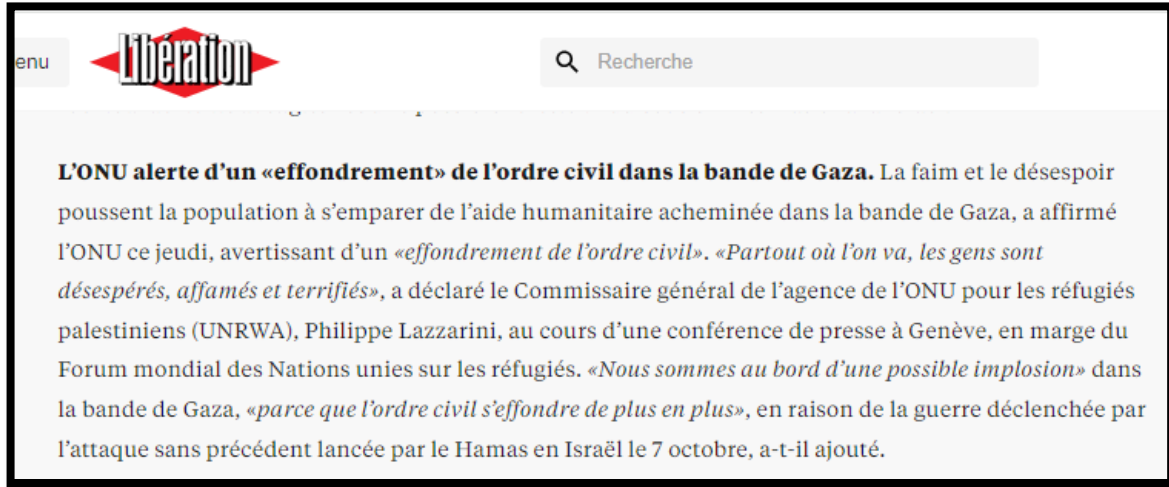 enu
Libération
Recherche
L’ONU alerte d’un «effondrement» de l’ordre civil dans la bande de Gaza. La faim et le désespoir
poussent la population à s’emparer de l’aide humanitaire acheminée dans la bande de Gaza, a affirmé
l’ONU ce jeudi, avertissant d’un «effondrement de l’ordre civil». «Partout où l’on va, les gens sont
désespérés, affamés et terrifiés», a déclaré le Commissaire général de l’agence de l’ONU pour les réfugiés
palestiniens (UNRWA), Philippe Lazzarini, au cours d’une conférence de presse à Genève, en marge du
Forum mondial des Nations unies sur les réfugiés. «Nous sommes au bord d’une possible implosion» dans
la bande de Gaza, «parce que l’ordre civil s’effondre de plus en plus», en raison de la guerre déclenchée par
l’attaque sans précédent lancée par le Hamas en Israël le 7 octobre, a-t-il ajouté.